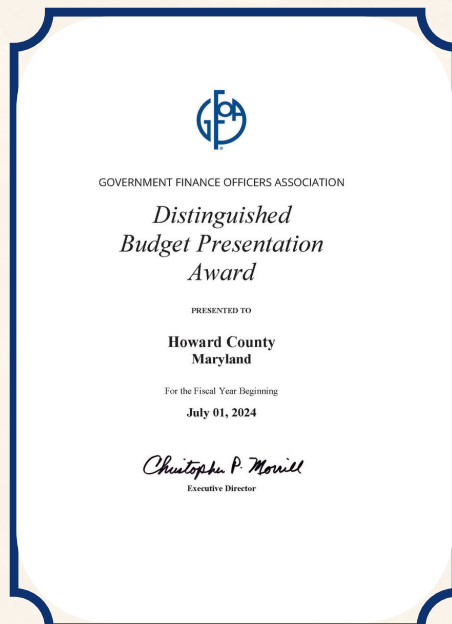 GFOA
GOVERNMENT FINANCE OFFICERS ASSOCIATION
Distinguished
Budget Presentation
Award
PRESENTED TO
Howard County
Maryland
For the Fiscal Year Beginning
July 01, 2024
Christopher P. Morrill
Executive Director